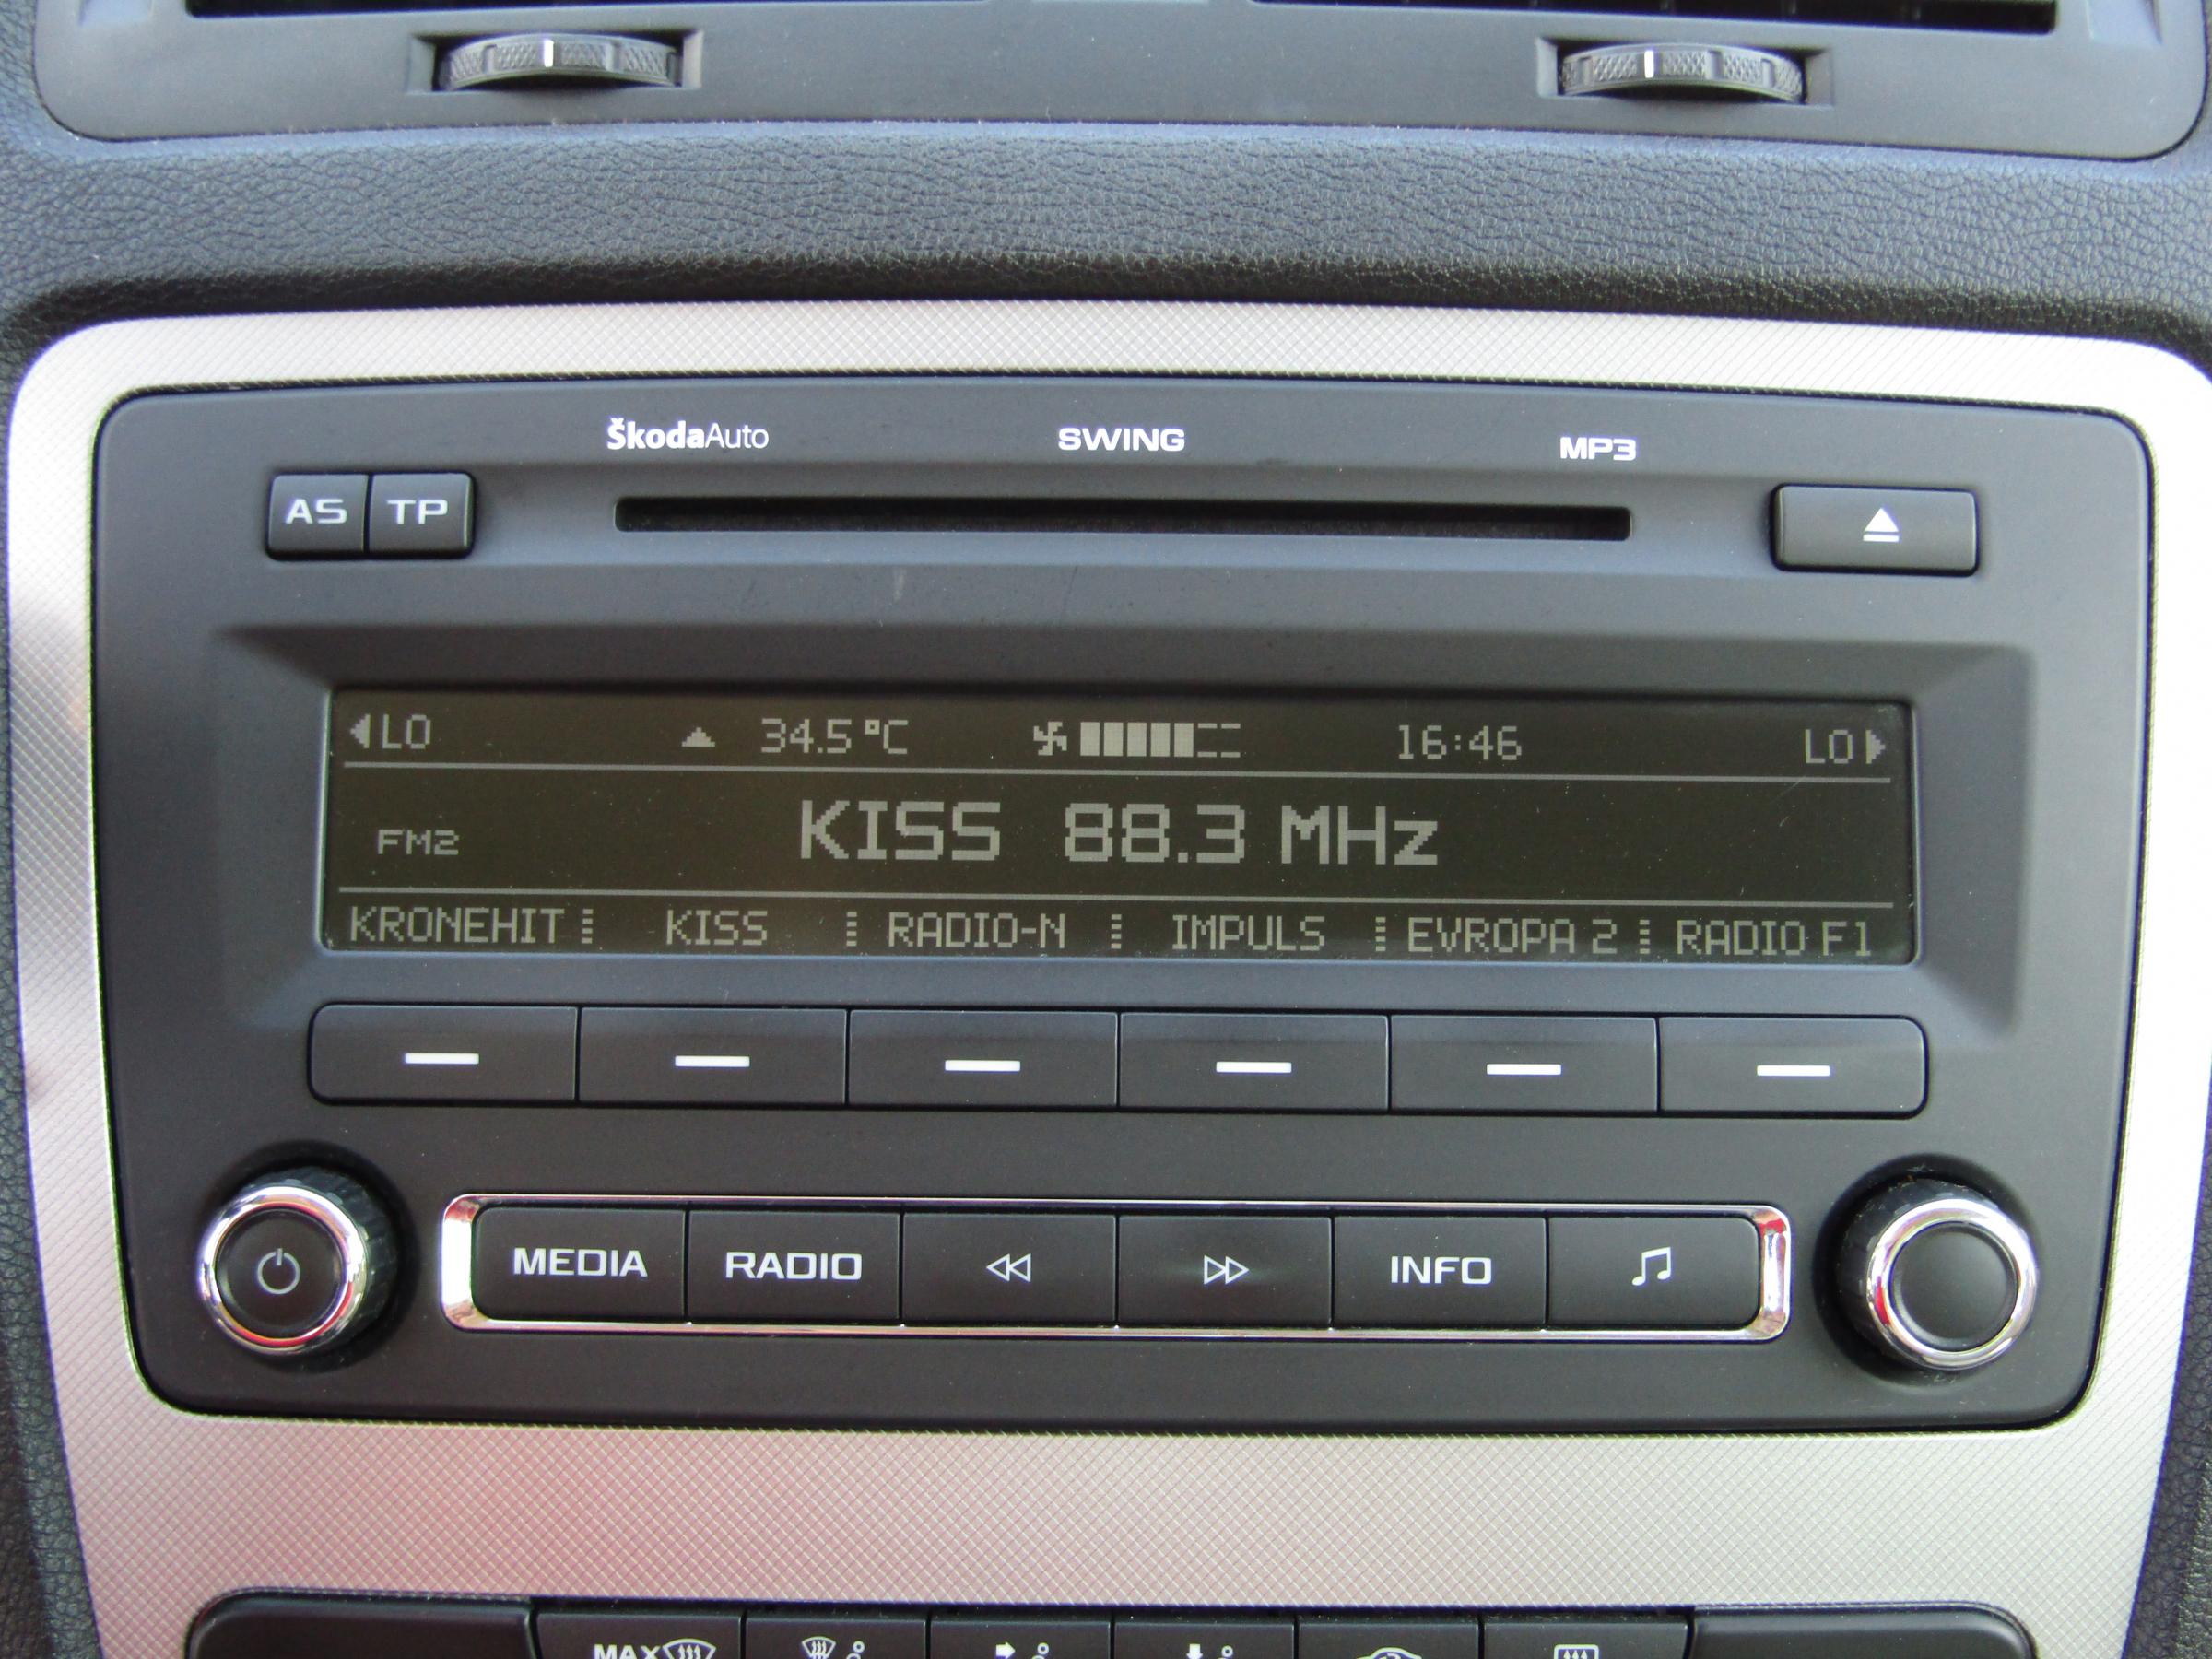 ŠkodaAuto SWING MP3
AS TP
LO 34.5°C 16:46 LO
FM2 KISS 88.3 MHz
KRONEHIT KISS RADIO-N IMPULS EVROPA 2 RADIO F1
MEDIA RADIO INFO
MAX